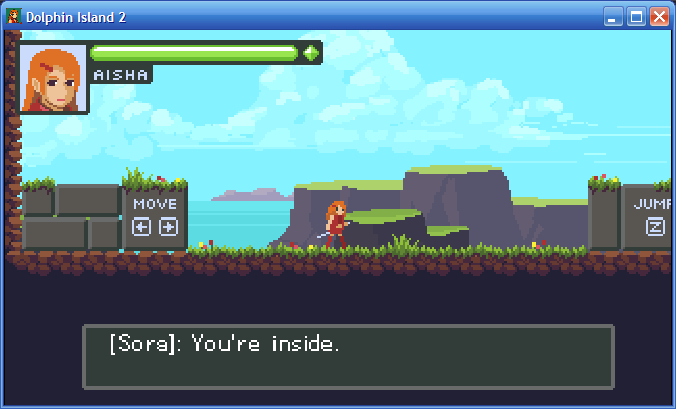 Dolphin Island 2
AISHA
MOVE
JUMP
Z
[Sora]: You're inside.